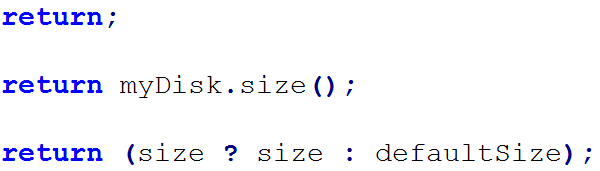 return;
return myDisk.size();
return (size ? size : defaultSize);